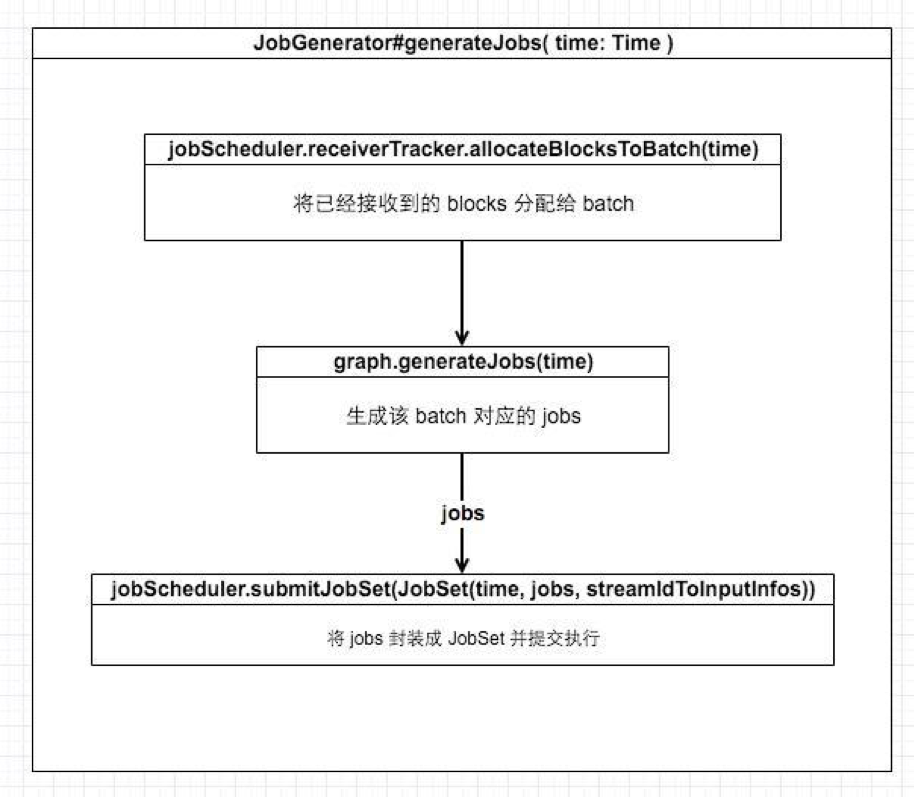 JobGenerator#generateJobs( time: Time )
jobScheduler.receiverTracker.allocateBlocksToBatch(time)
将已经接收到的 blocks 分配给 batch
graph.generateJobs(time)
生成该 batch 对应的 jobs
jobs
jobScheduler.submitJobSet(JobSet(time, jobs, streamIdToInputInfos))
将 jobs 封装成 JobSet 并提交执行